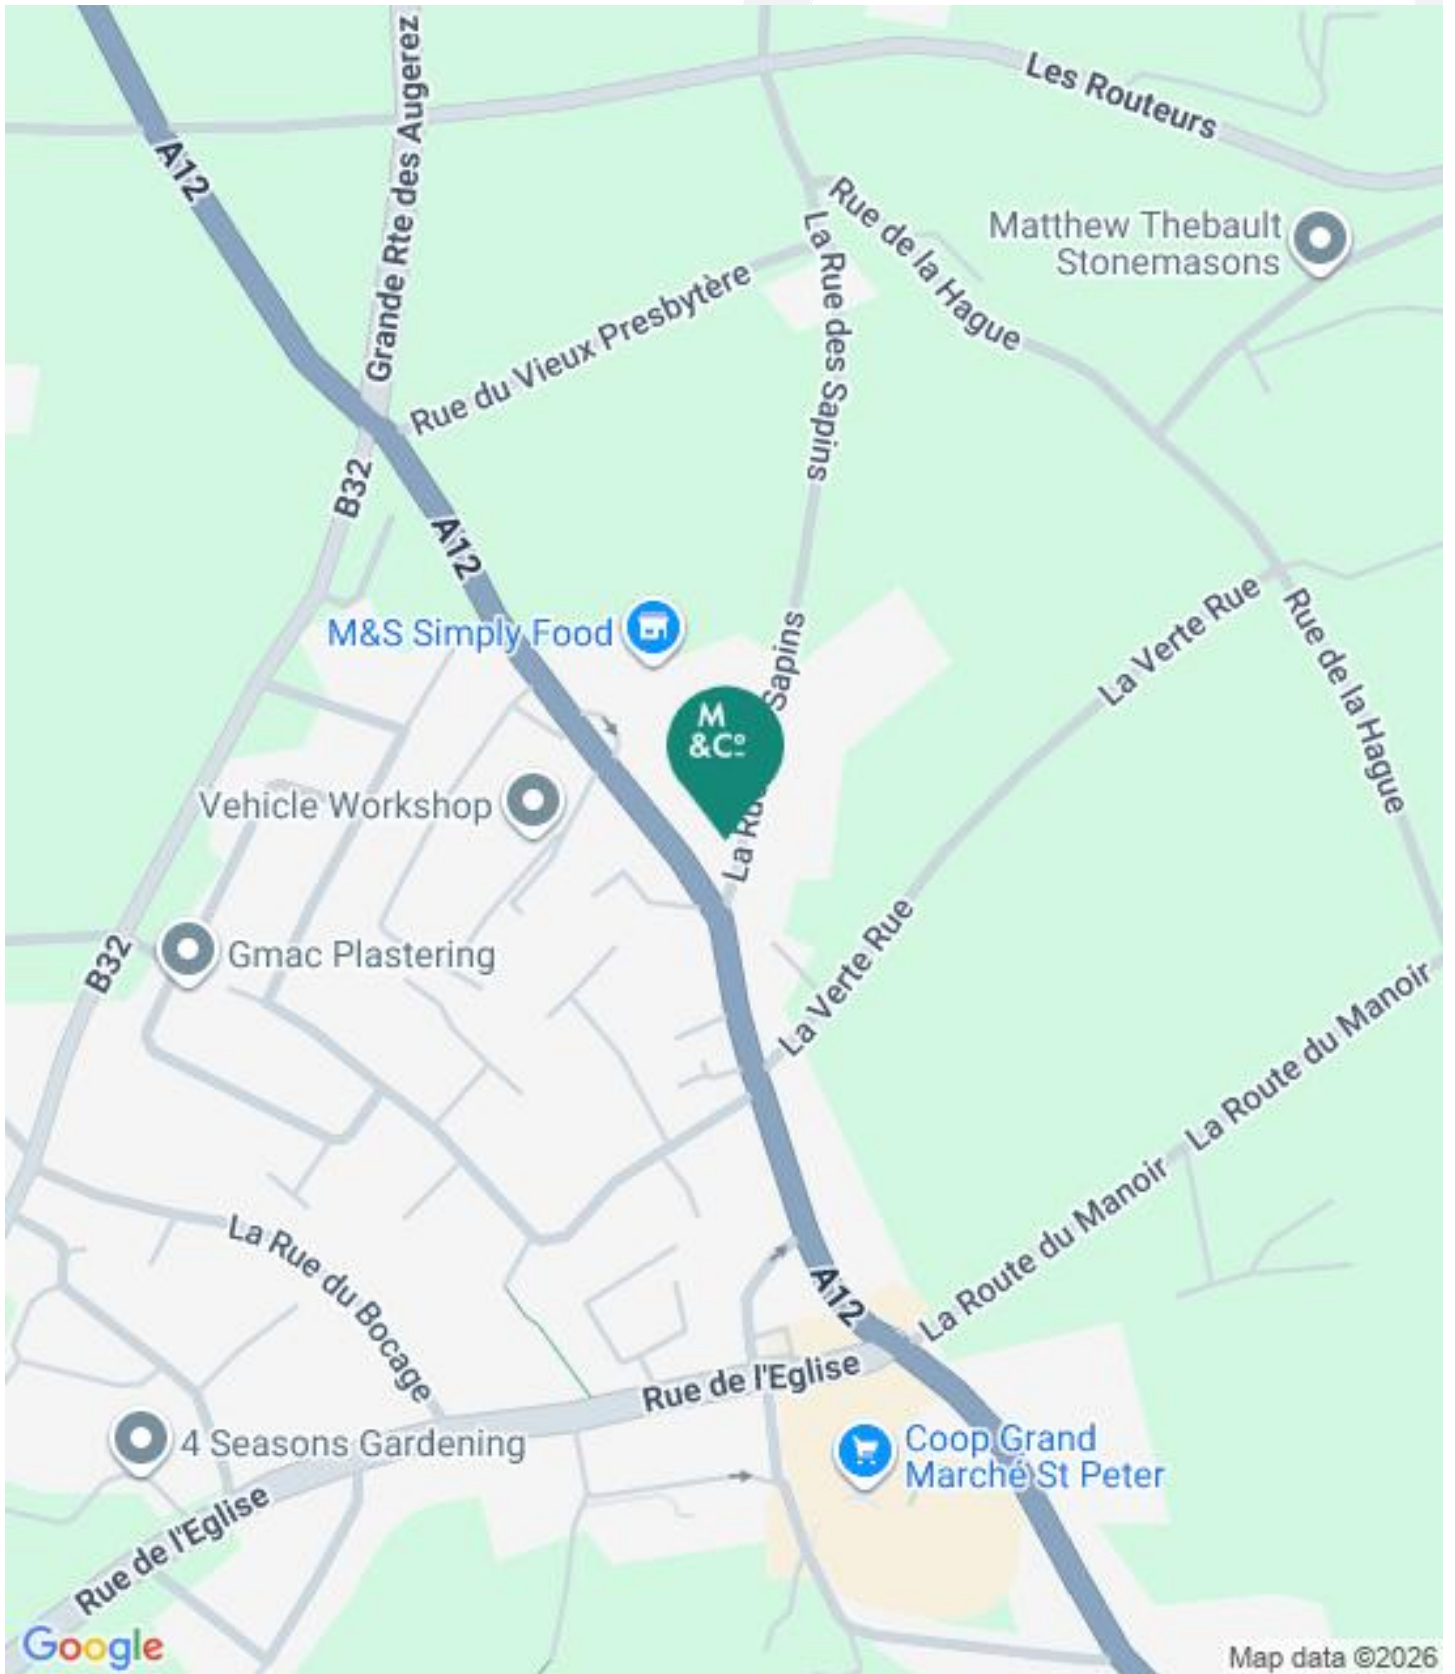 Grande Rte des Augerez
Les Routeurs
A12
Rue de la Hague
La Rue des Sapins
Matthew Thebault
Stonemasons
Rue du Vieux Presbytère
B32
A12
M&S Simply Food
La Verte Rue
Rue de la Hague
Sapins
M
&Co
Vehicle Workshop
La Rue
La Verte Rue
Gmac Plastering
B32
La Route du Manoir
La Route du Manoir
La Rue du Bocage
A12
Rue de l'Eglise
4 Seasons Gardening
Coop Grand
Marché St Peter
Rue de l'Eglise
Google
Map data ©2026